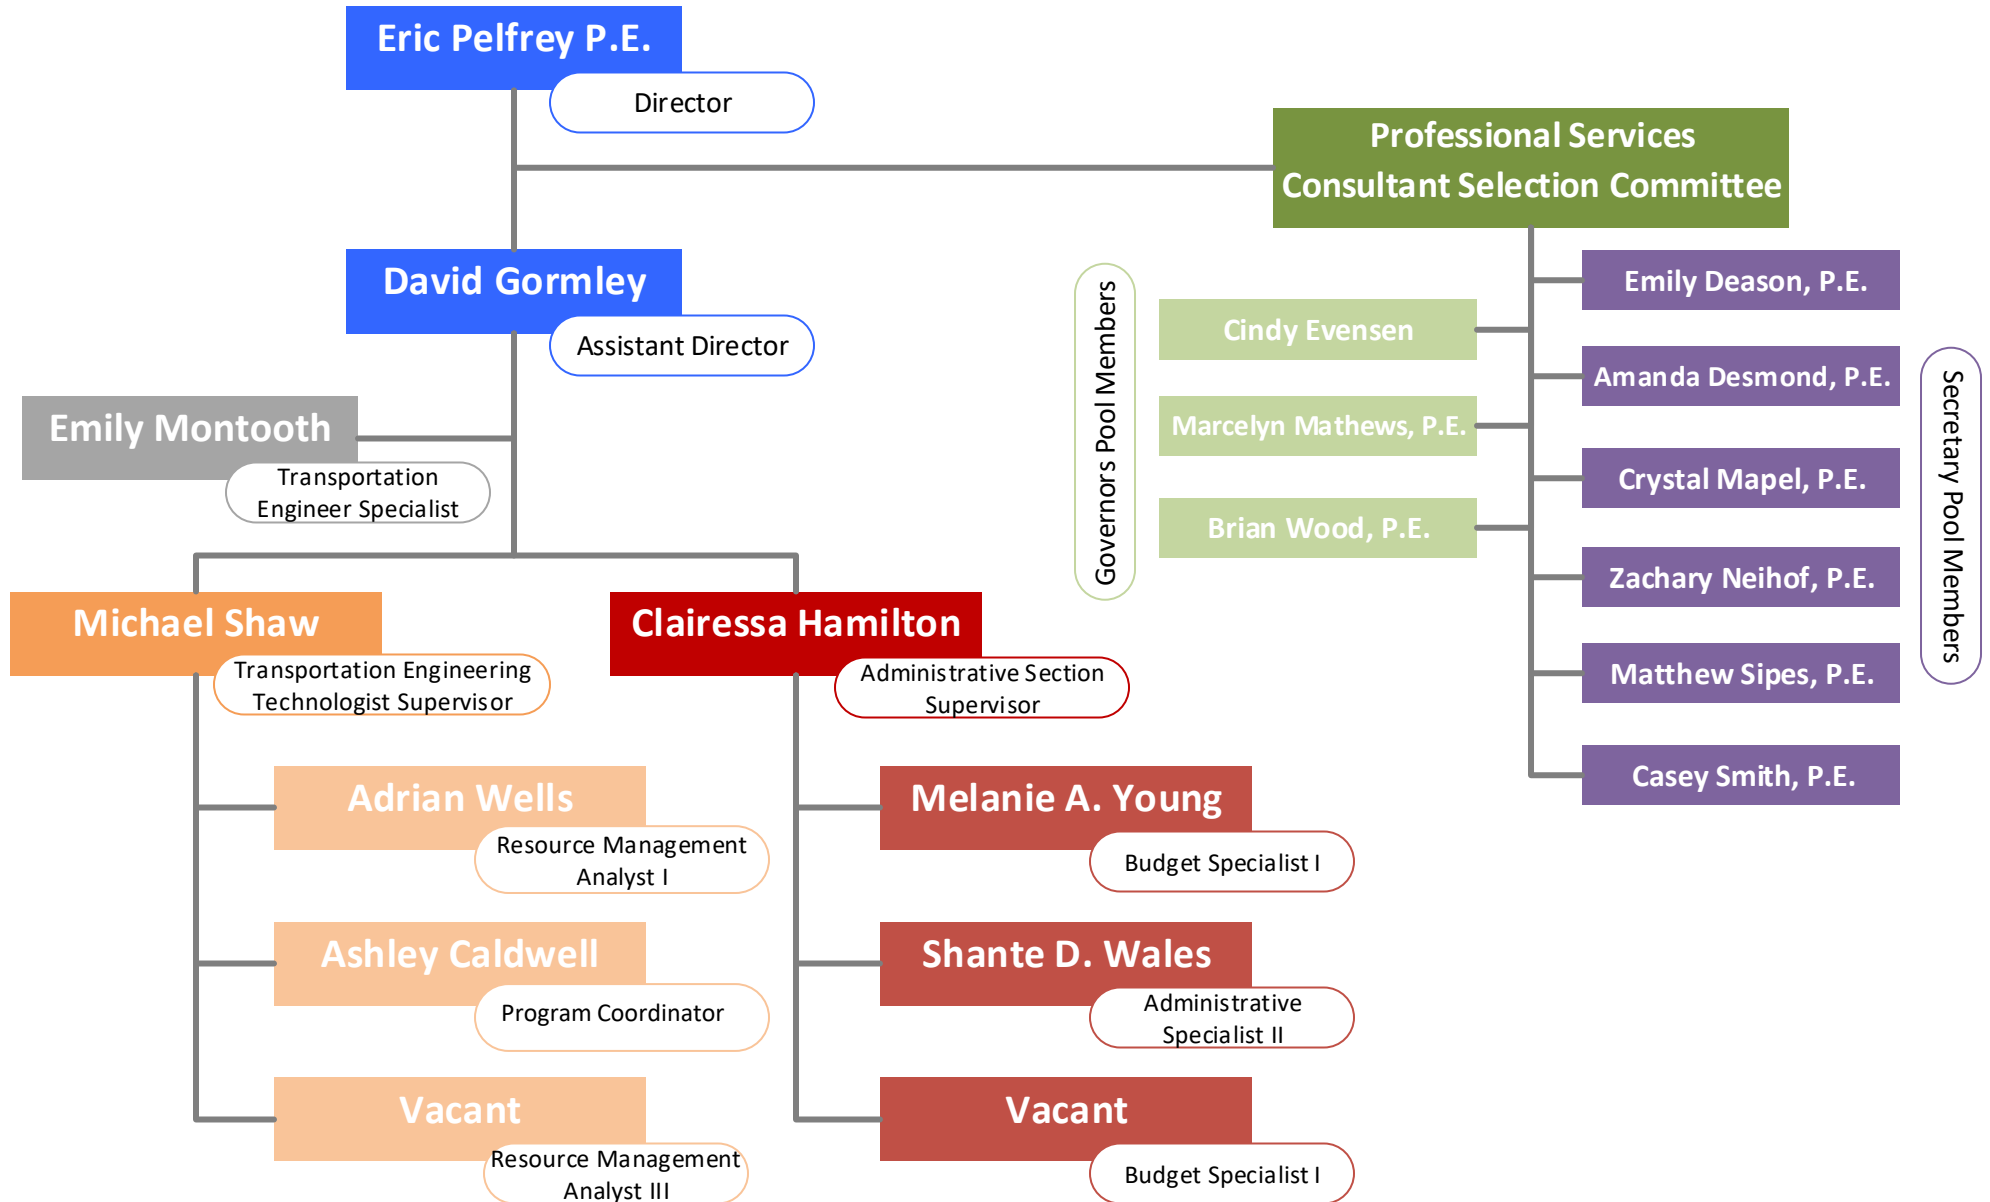 Eric Pelfrey P.E.
Director
Professional Services
Consultant Selection Committee
David Gormley
Assistant Director
Emily Montooth
Transportation
Engineer Specialist
Governors Pool Members
Cindy Evensen
Marcelyn Mathews, P.E.
Brian Wood, P.E.
Emily Deason, P.E.
Amanda Desmond, P.E.
Crystal Mapel, P.E.
Zachary Neihof, P.E.
Matthew Sipes, P.E.
Casey Smith, P.E.
Secretary Pool Members
Michael Shaw
Transportation Engineering
Technologist Supervisor
Adrian Wells
Resource Management
Analyst I
Ashley Caldwell
Program Coordinator
Vacant
Resource Management
Analyst III
Clairessa Hamilton
Administrative Section
Supervisor
Melanie A. Young
Budget Specialist I
Shante D. Wales
Administrative
Specialist II
Vacant
Budget Specialist I